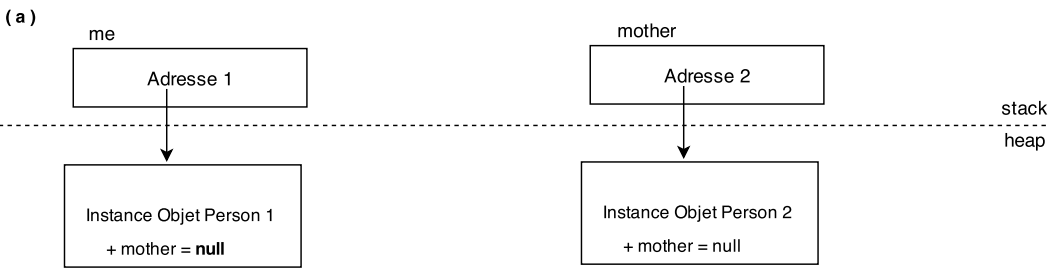 (a)
me
mother
Adresse 1
Adresse 2
stack
heap
Instance Objet Person 1
+ mother = null
Instance Objet Person 2
+ mother = null